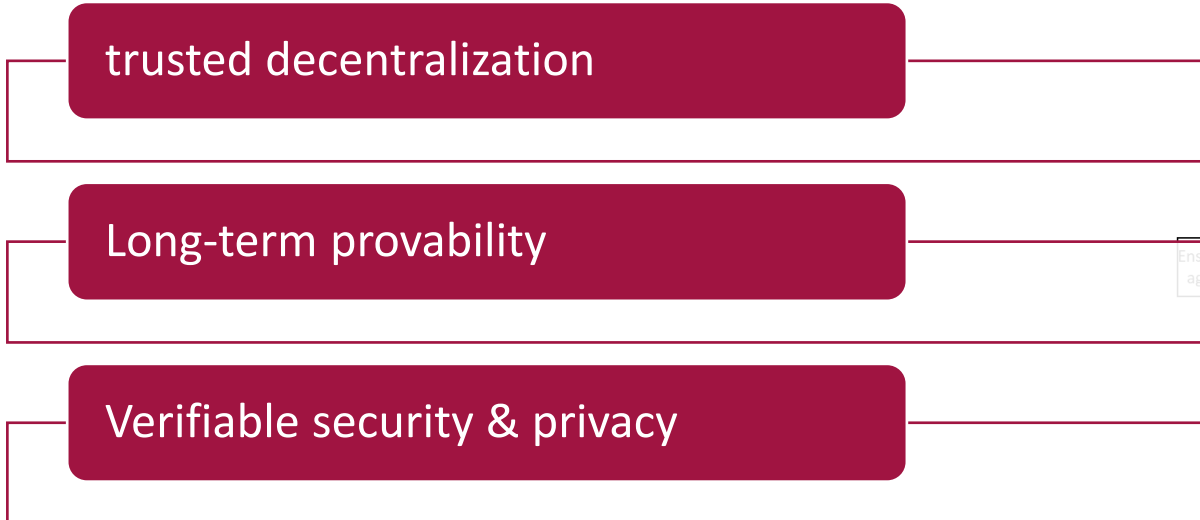 trusted decentralization
Long-term provability
Verifiable security & privacy